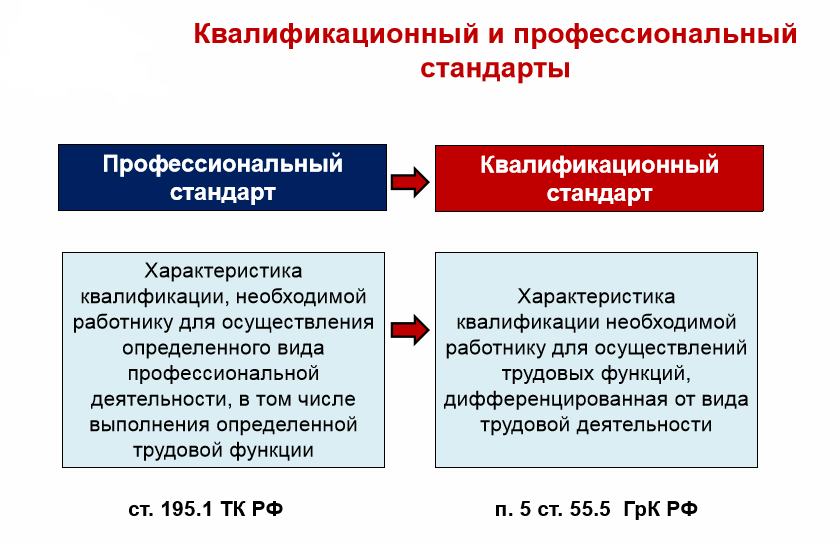 Квалификационный и профессиональный
стандарты
Профессиональный
стандарт
Квалификационный
стандарт
Характеристика
квалификации, необходимой
работнику для осуществления
определенного вида
профессиональной
деятельности, в том числе
выполнения определенной
трудовой функции
Характеристика
квалификации необходимой
работнику для осуществлений
трудовых функций,
дифференцированная от вида
трудовой деятельности
ст. 195.1 ТК РФ
п. 5 ст. 55.5 ГрК РФ